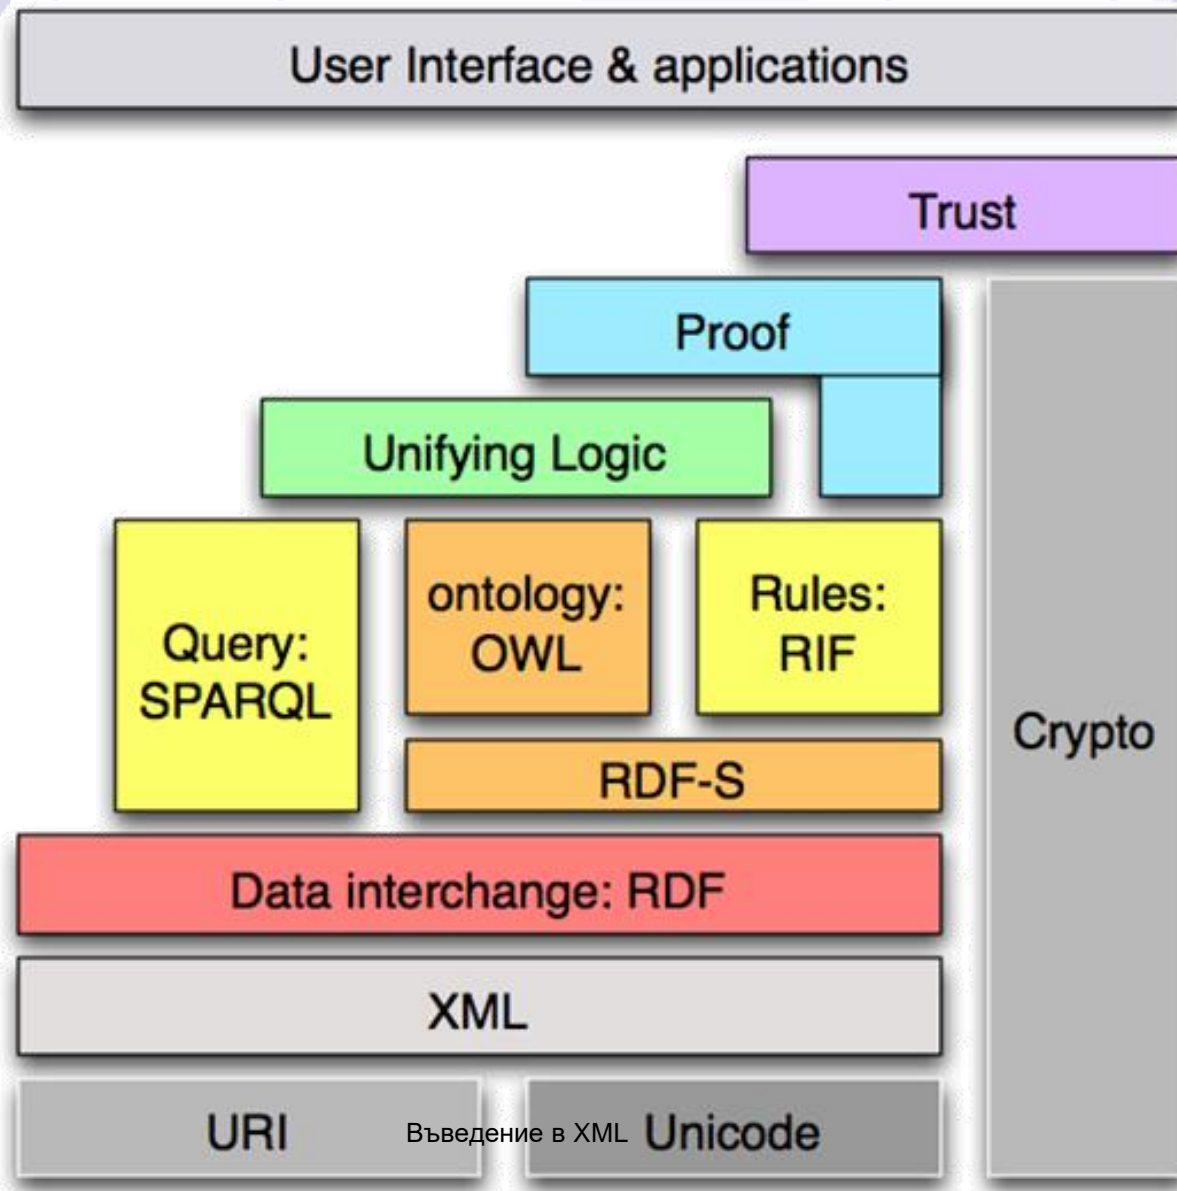 User Interface & applications
Trust
Proof
Unifying Logic
Query:
SPARQL
ontology:
OWL
Rules:
RIF
Crypto
RDF-S
Data interchange: RDF
XML
URI
Въведение в XML
Unicode